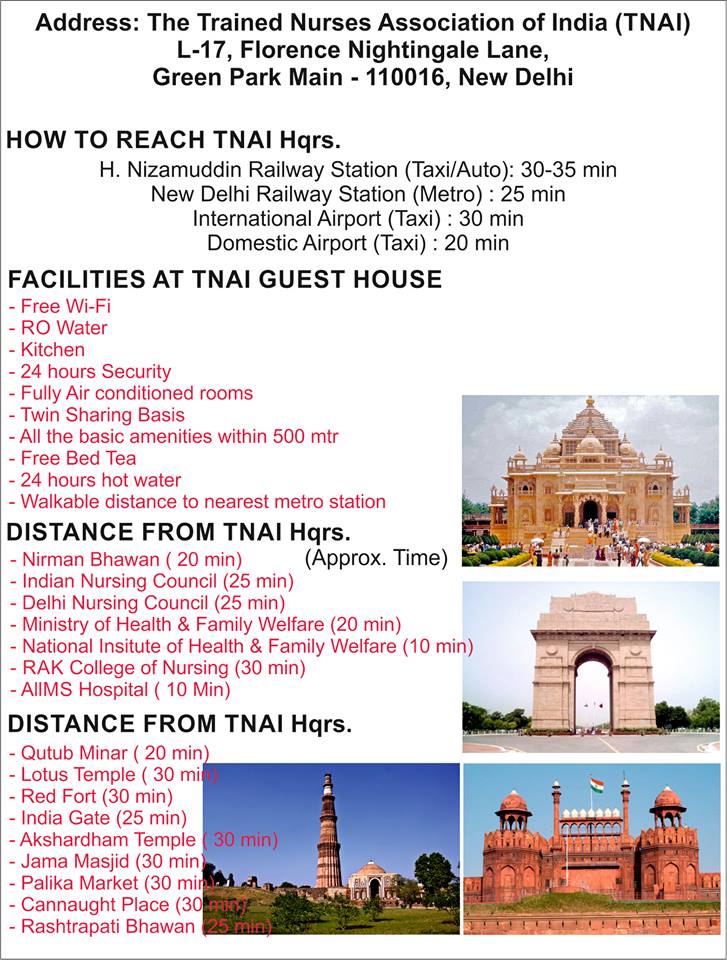 Address: The Trained Nurses Association of India (TNAI)
L-17, Florence Nightingale Lane,
Green Park Main - 110016, New Delhi
HOW TO REACH TNAI Hqrs.
H. Nizamuddin Railway Station (Taxi/Auto): 30-35 min
New Delhi Railway Station (Metro) : 25 min
International Airport (Taxi) : 30 min
Domestic Airport (Taxi) : 20 min
FACILITIES AT TNAI GUEST HOUSE
- Free Wi-Fi
- RO Water
- Kitchen
- 24 hours Security
- Fully Air conditioned rooms
- Twin Sharing Basis
- All the basic amenities within 500 mtr
- Free Bed Tea
- 24 hours hot water
- Walkable distance to nearest metro station
DISTANCE FROM TNAI Hqrs.
(Approx. Time)
- Nirman Bhawan ( 20 min)
- Indian Nursing Council (25 min)
- Delhi Nursing Council (25 min)
- Ministry of Health & Family Welfare (20 min)
- National Insitute of Health & Family Welfare (10 min)
- RAK College of Nursing (30 min)
- AIIMS Hospital ( 10 Min)
DISTANCE FROM TNAI Hqrs.
- Qutub Minar ( 20 min)
- Lotus Temple ( 30 min)
- Red Fort (30 min)
- India Gate (25 min)
- Akshardham Temple ( 30 min)
- Jama Masjid (30 min)
- Palika Market (30 min)
- Cannaught Place (30 min)
- Rashtrapati Bhawan (25 min)